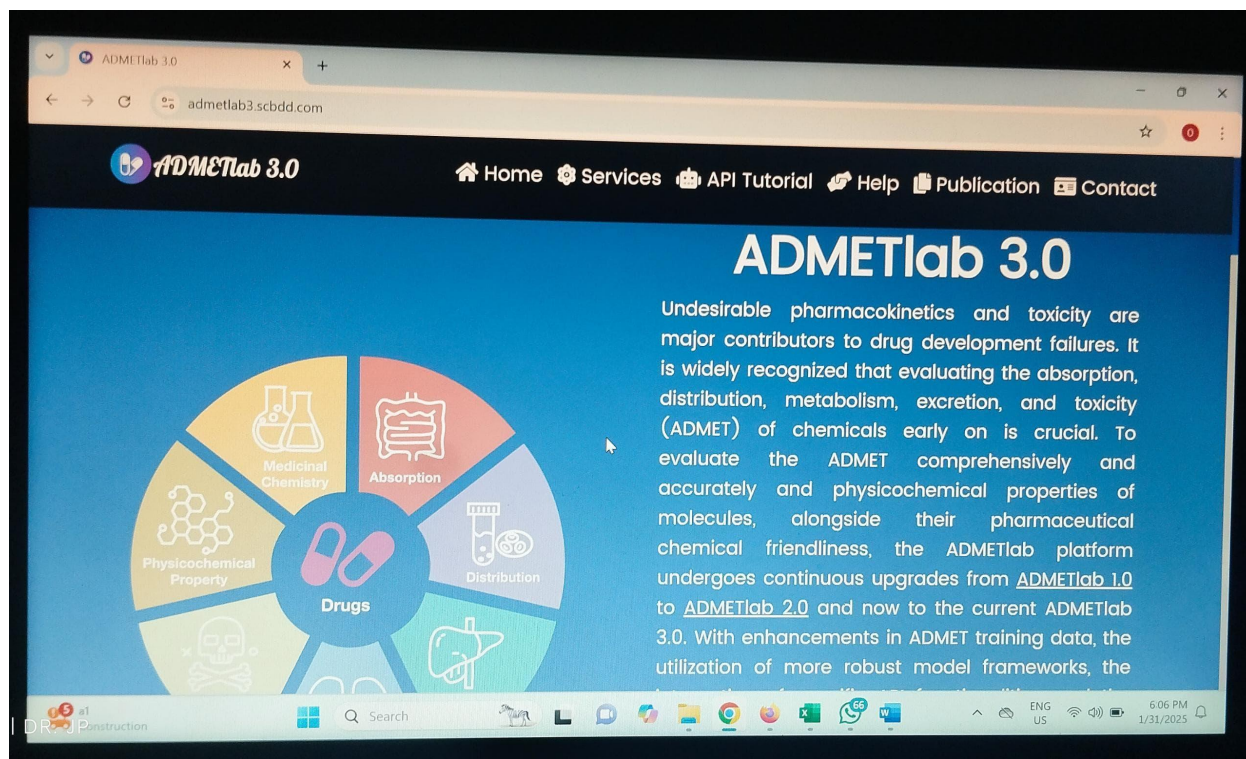 ADMETlab 3.0
admetlab3.scbdd.com
ADMETlab 3.0
Home Services API Tutorial Help Publication Contact
ADMETlab 3.0
Undesirable pharmacokinetics and toxicity are
major contributors to drug development failures. It
is widely recognized that evaluating the absorption,
distribution, metabolism, excretion, and toxicity
(ADMET) of chemicals early on is crucial. To
evaluate the ADMET comprehensively and
accurately and physicochemical properties of
molecules, alongside their pharmaceutical
chemical friendliness, the ADMETlab platform
undergoes continuous upgrades from ADMETlab 1.0
to ADMETlab 2.0 and now to the current ADMETlab
3.0. With enhancements in ADMET training data, the
utilization of more robust model frameworks, the
Medicinal
Chemistry
Absorption
Physicochemical
Property
Distribution
Drugs
5
a1
onstruction
| DR. JP
Search
66
ENG
US
6:06 PM
1/31/2025